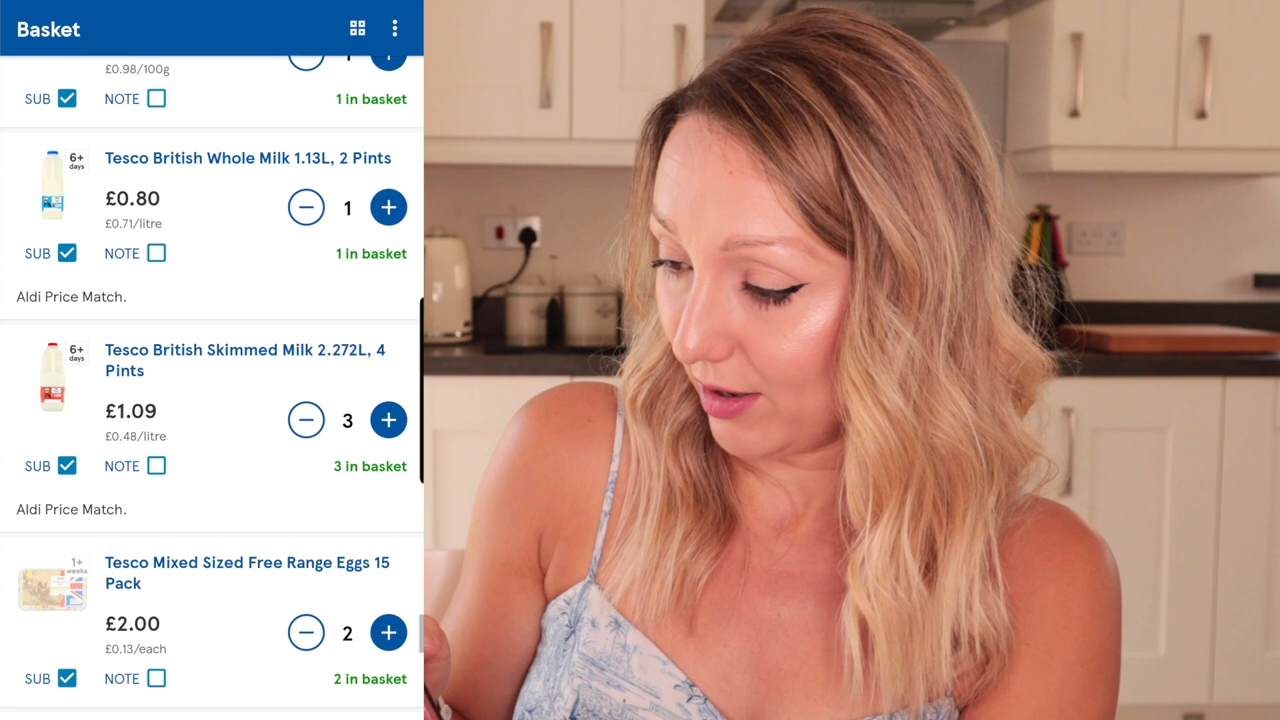 Basket
£0.98/100g
SUB NOTE 1 in basket
6+ days
Tesco British Whole Milk 1.13L, 2 Pints
£0.80
£0.71/litre
1
SUB NOTE 1 in basket
Aldi Price Match.
6+ days
Tesco British Skimmed Milk 2.272L, 4
Pints
£1.09
£0.48/litre
3
SUB NOTE 3 in basket
Aldi Price Match.
1+ weeks
Tesco Mixed Sized Free Range Eggs 15
Pack
£2.00
£0.13/each
2
SUB NOTE 2 in basket